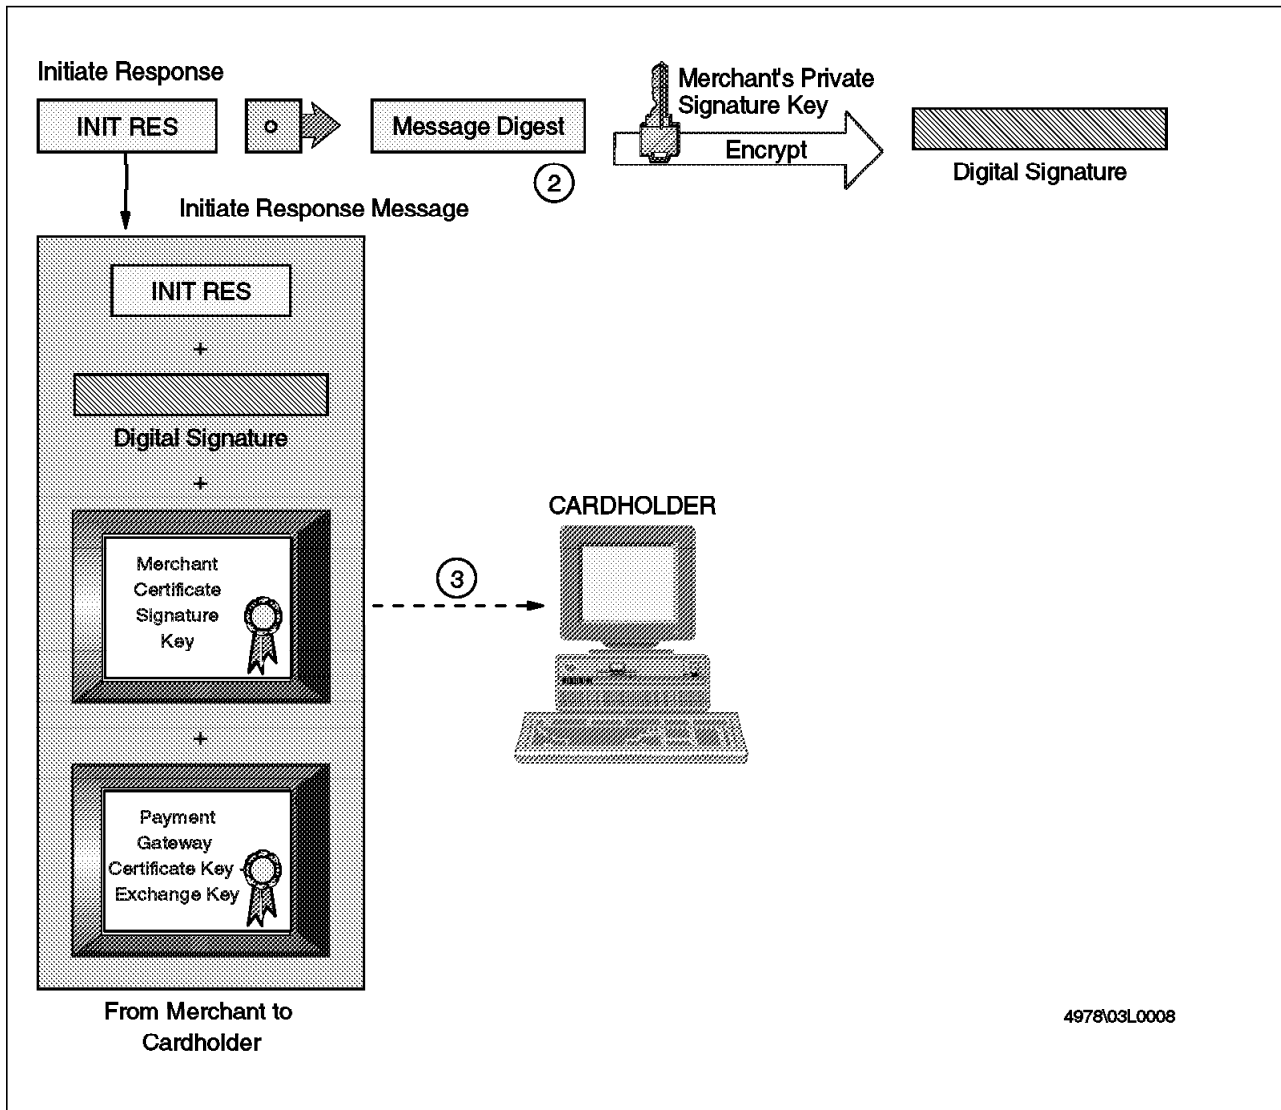 Initiate Response
INIT RES
Message Digest
Merchant's Private
Signature Key
Encrypt
Digital Signature
2
Initiate Response Message
INIT RES
+
Digital Signature
+
Merchant
Certificate
Signature
Key
+
Payment
Gateway
Certificate Key -
Exchange Key
From Merchant to
Cardholder
3
CARDHOLDER
4978\03L0008